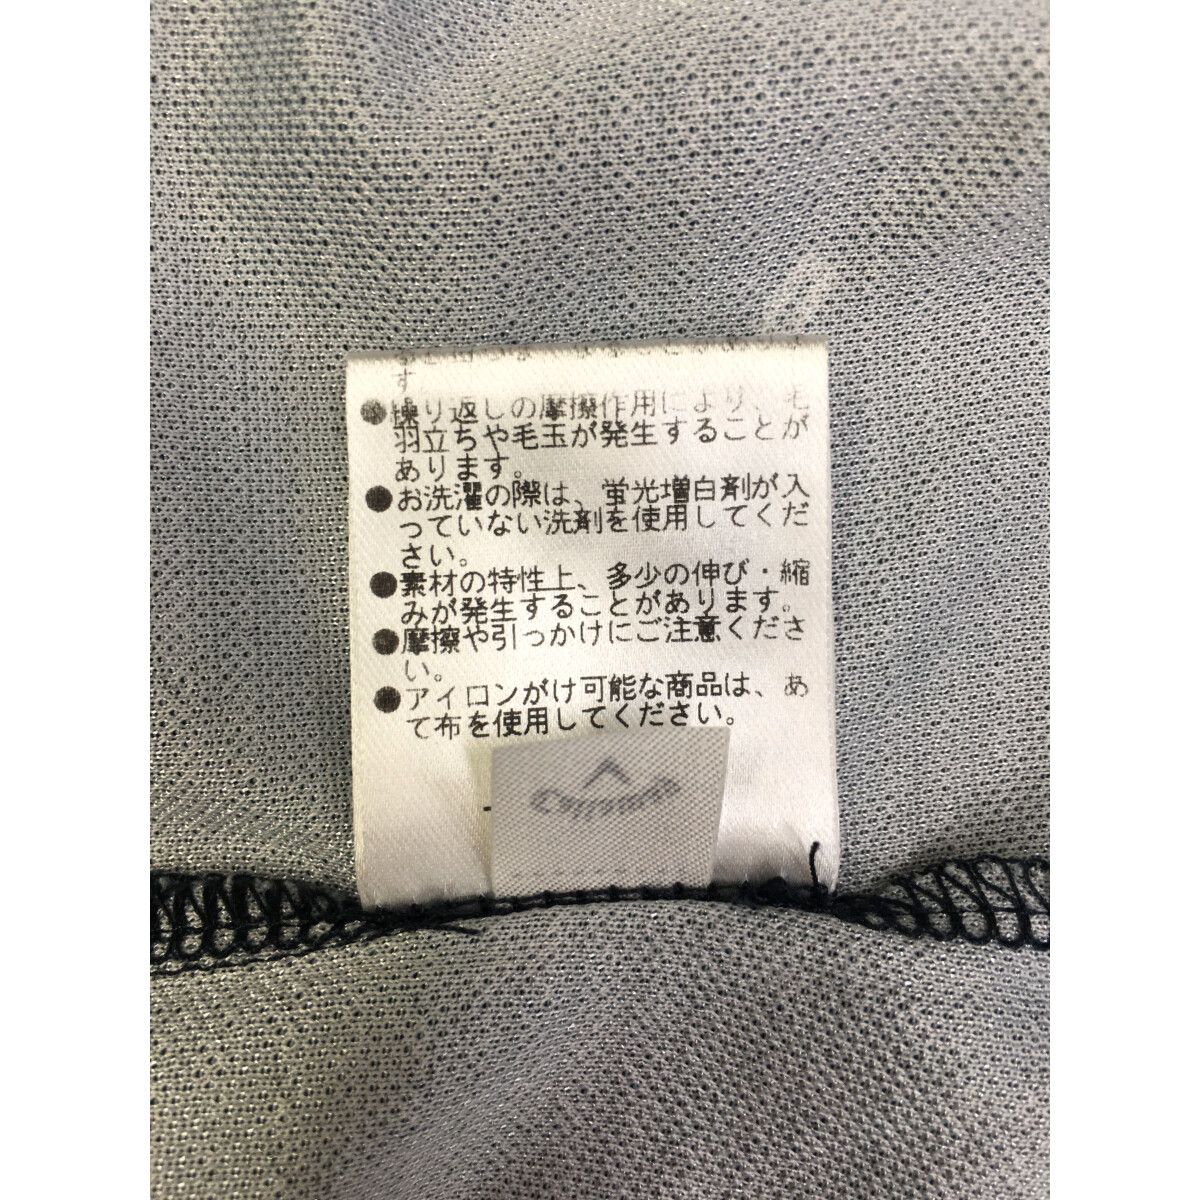 す。
●繰り返しの摩擦作用により、毛
羽立ちや毛玉が発生することが
あります。
●お洗濯の際は、蛍光増白剤が入
っていない洗剤を使用してくだ
さい。
●素材の特性上、多少の伸び・縮
みが発生することがあります。
●摩擦や引っかけにご注意くださ
い。
●アイロンがけ可能な商品は、あ
て布を使用してください。
Callaway